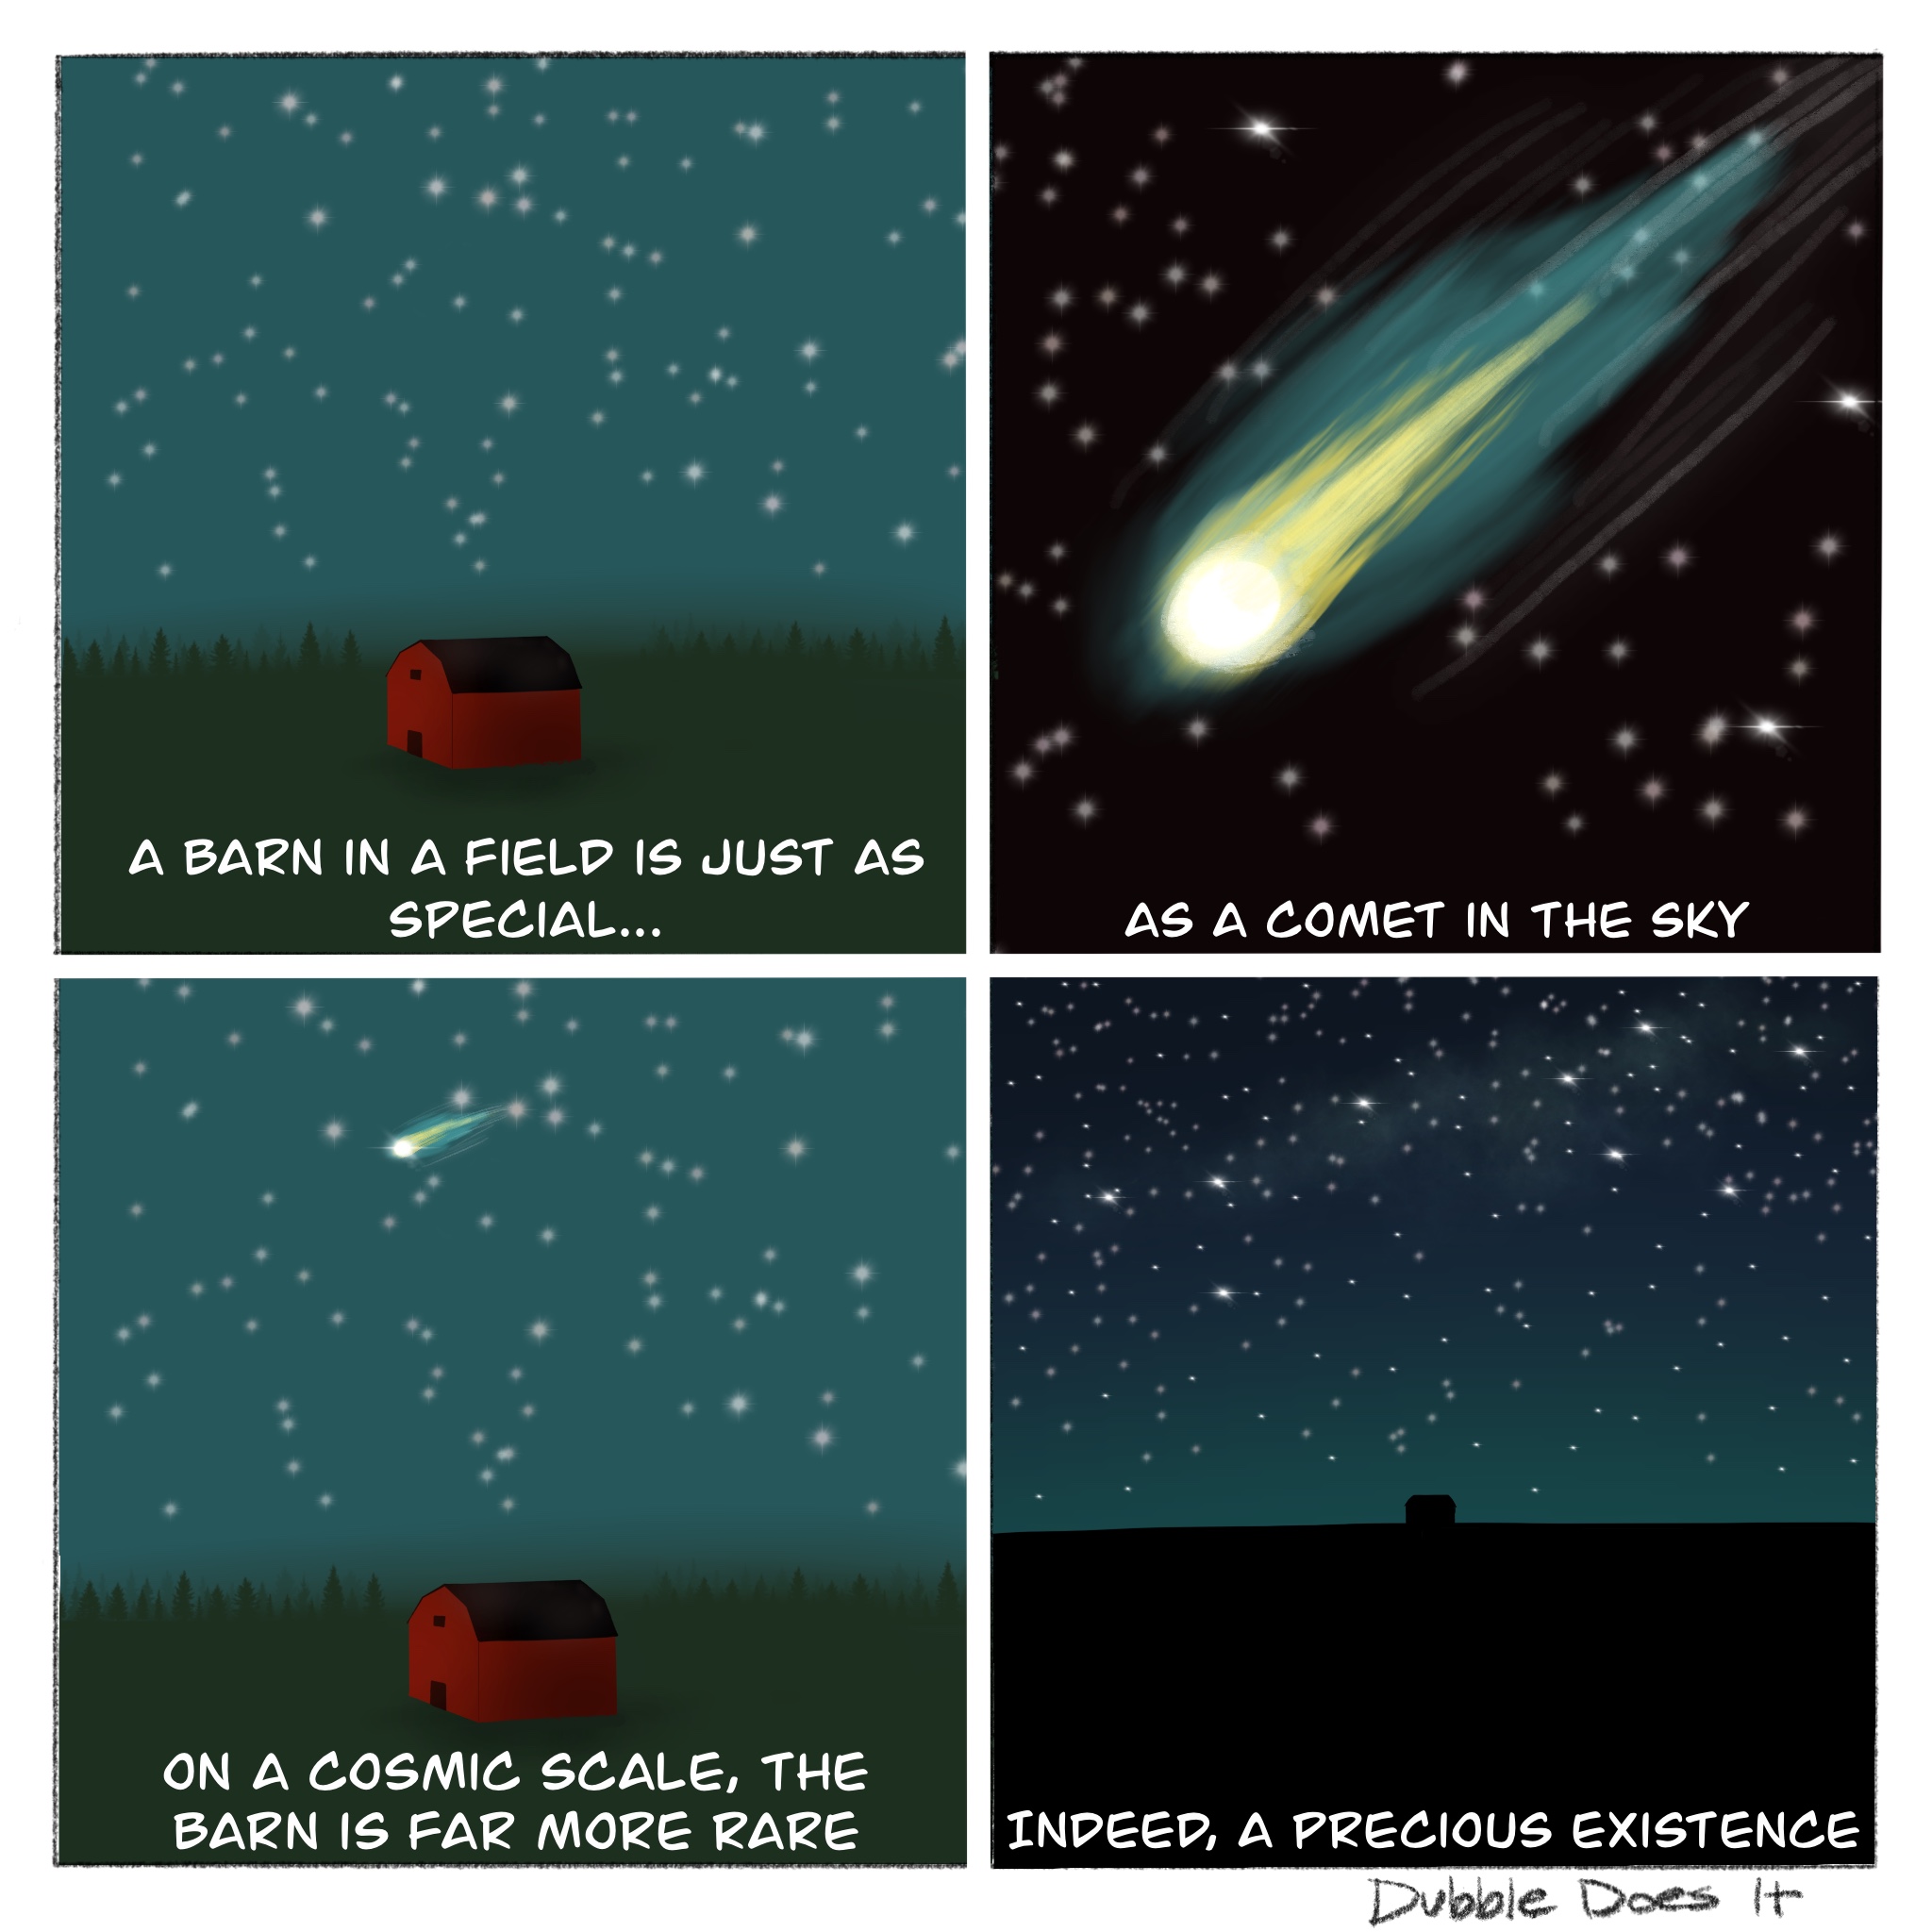 A BARN IN A FIELD IS JUST AS
SPECIAL...
AS A COMET IN THE SKY
ON A COSMIC SCALE, THE
BARN IS FAR MORE RARE
INDEED, A PRECIOUS EXISTENCE
Dubble Does It